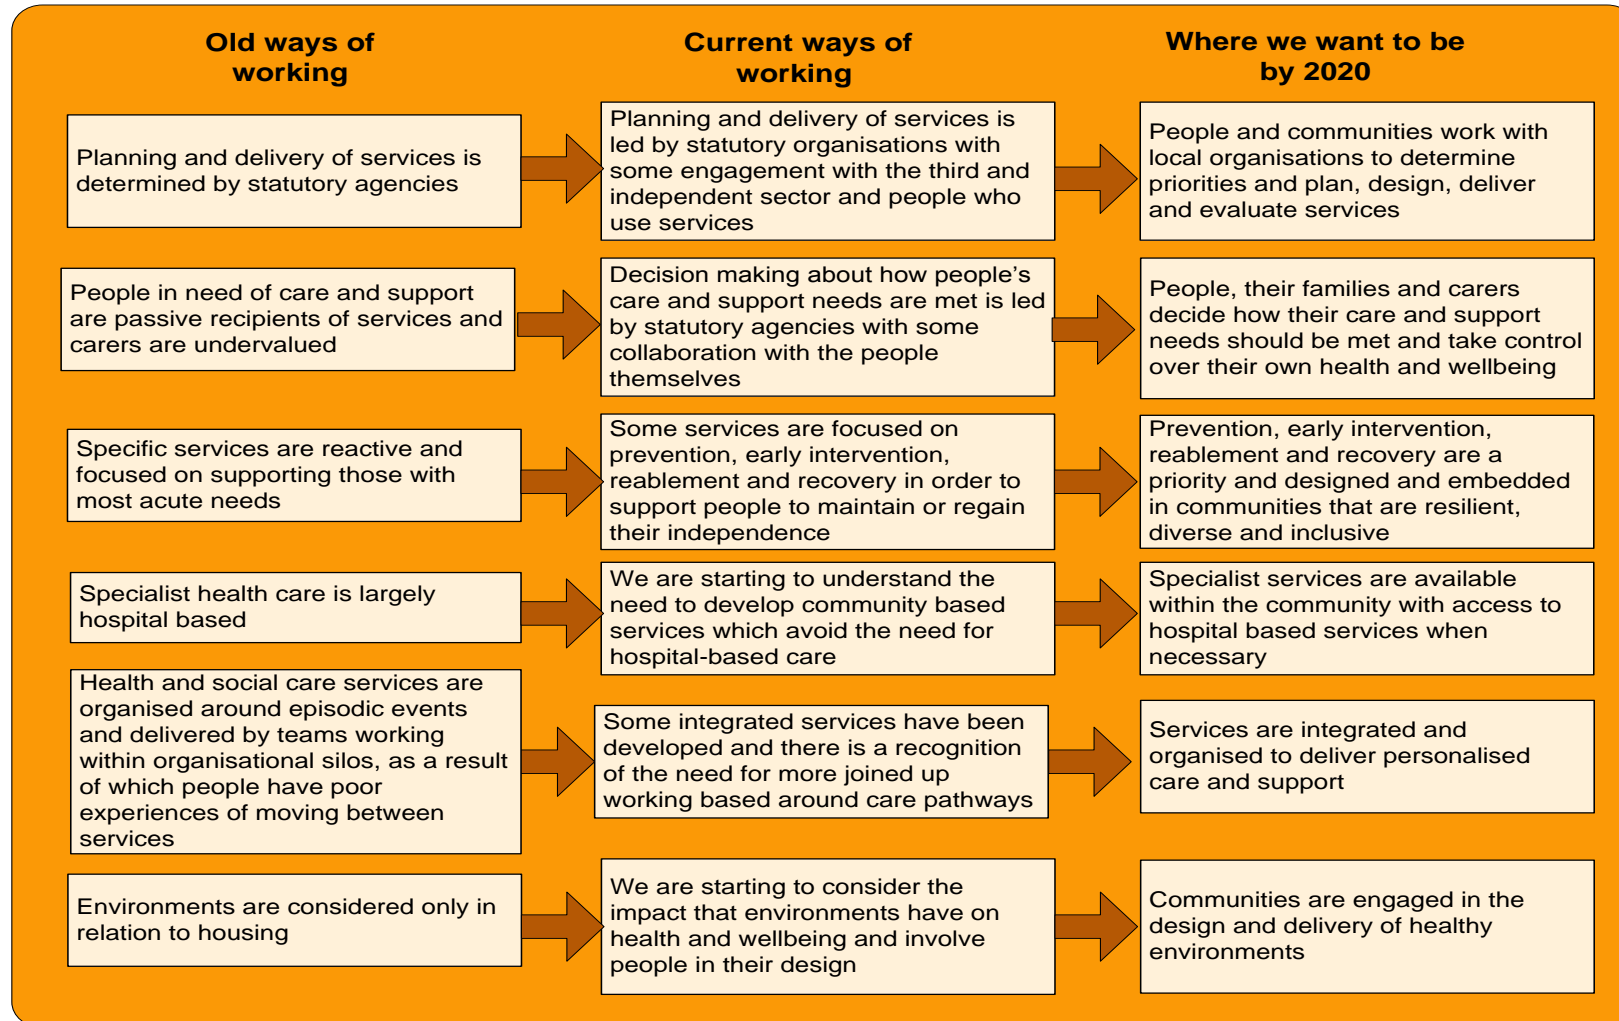 Old ways of
working
Current ways of
working
Where we want to be
by 2020
Planning and delivery of services is
determined by statutory agencies
Planning and delivery of services is
led by statutory organisations with
some engagement with the third and
independent sector and people who
use services
People and communities work with
local organisations to determine
priorities and plan, design, deliver
and evaluate services
People in need of care and support
are passive recipients of services and
carers are undervalued
Decision making about how people’s
care and support needs are met is led
by statutory agencies with some
collaboration with the people
themselves
People, their families and carers
decide how their care and support
needs should be met and take control
over their own health and wellbeing
Specific services are reactive and
focused on supporting those with
most acute needs
Some services are focused on
prevention, early intervention,
reablement and recovery in order to
support people to maintain or regain
their independence
Prevention, early intervention,
reablement and recovery are a
priority and designed and embedded
in communities that are resilient,
diverse and inclusive
Specialist health care is largely
hospital based
We are starting to understand the
need to develop community based
services which avoid the need for
hospital-based care
Specialist services are available
within the community with access to
hospital based services when
necessary
Health and social care services are
organised around episodic events
and delivered by teams working
within organisational silos, as a result
of which people have poor
experiences of moving between
services
Some integrated services have been
developed and there is a recognition
of the need for more joined up
working based around care pathways
Services are integrated and
organised to deliver personalised
care and support
Environments are considered only in
relation to housing
We are starting to consider the
impact that environments have on
health and wellbeing and involve
people in their design
Communities are engaged in the
design and delivery of healthy
environments